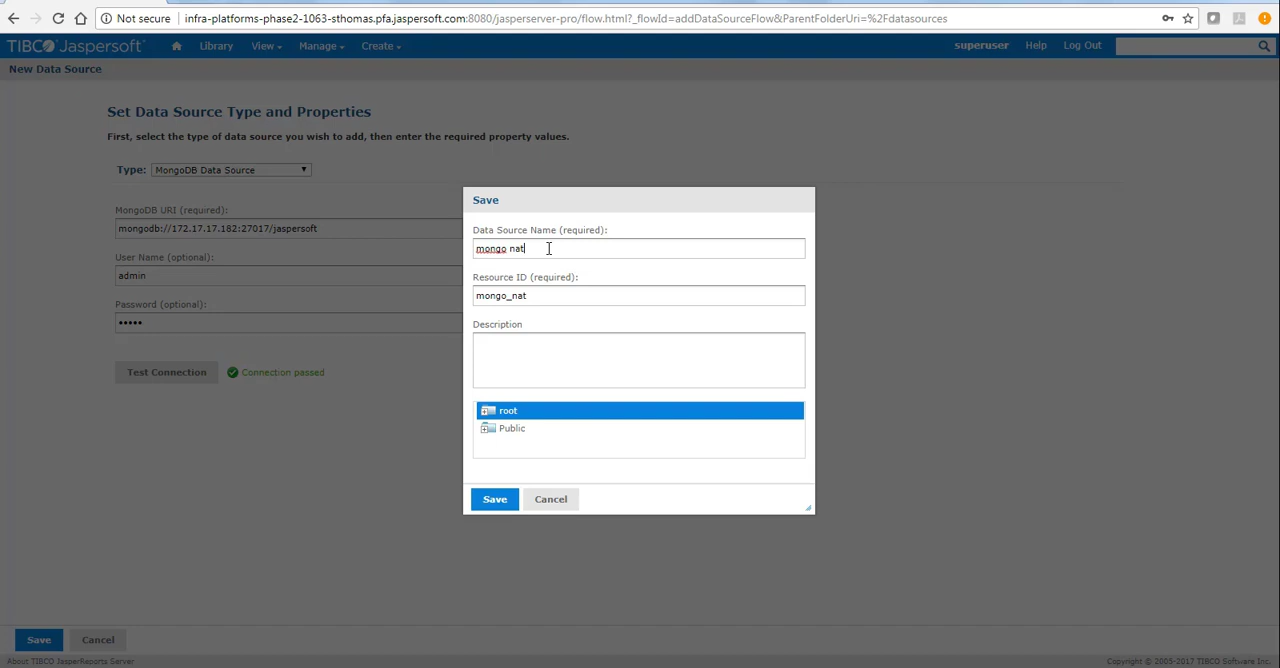 Not secure infra-platforms-phase2-1063-sthomas.pfa.jaspersoft.com:8080/jasperserver-pro/flow.html?_flowId=addDataSourceFlow&ParentFolderUri=%2Fdatasources
TIBCO Jaspersoft Library View Manage Create superuser Help Log Out
New Data Source
Set Data Source Type and Properties
First, select the type of data source you wish to add, then enter the required property values.
Type: MongoDB Data Source
MongoDB URI (required):
mongodb://172.17.17.182:27017/jaspersoft
User Name (optional):
admin
Password (optional):
•••••
Test Connection Connection passed
Save
Data Source Name (required):
mongo nat
Resource ID (required):
mongo_nat
Description
root
Public
Save Cancel
Save Cancel
About TIBCO JasperReports Server Copyright © 2005-2017 TIBCO Software Inc.